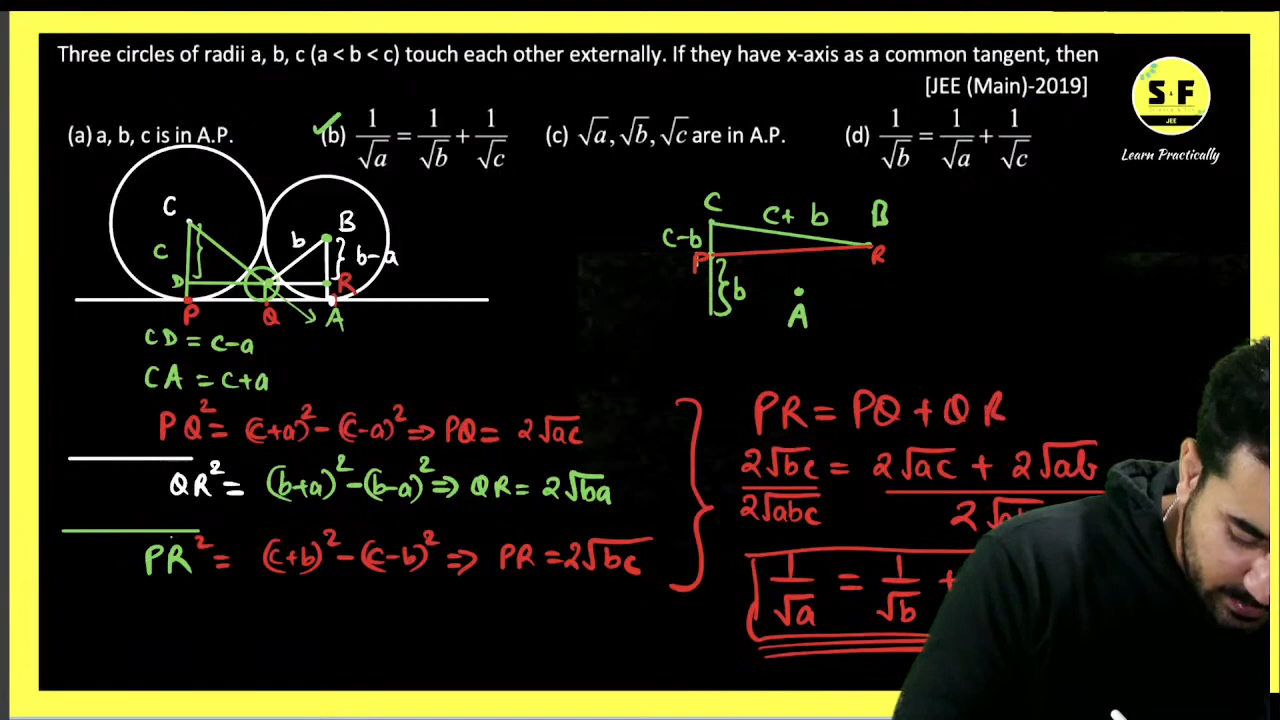 Three circles of radii a, b, c (a < b < c) touch each other externally. If they have x-axis as a common tangent, then
[JEE (Main)-2019]
S&F
JEE
Learn Practically
(a) a, b, c is in A.P. (b) 1/√a = 1/√b + 1/√c (c) √a, √b, √c are in A.P. (d) 1/√b = 1/√a + 1/√c
C
C
D
b
B
b-a
R
P
Q
A
C
c+ b
B
c-b
P
R
b
A
CD = c-a
CA = c+a
PQ² = (c+a)² - (c-a)² ⇒ PQ = 2√ac
QR² = (b+a)² - (b-a)² ⇒ QR = 2√ba
PR² = (c+b)² - (c-b)² ⇒ PR = 2√bc
PR = PQ + QR
2√bc = 2√ac + 2√ab
2√abc
1/√a = 1/√b +